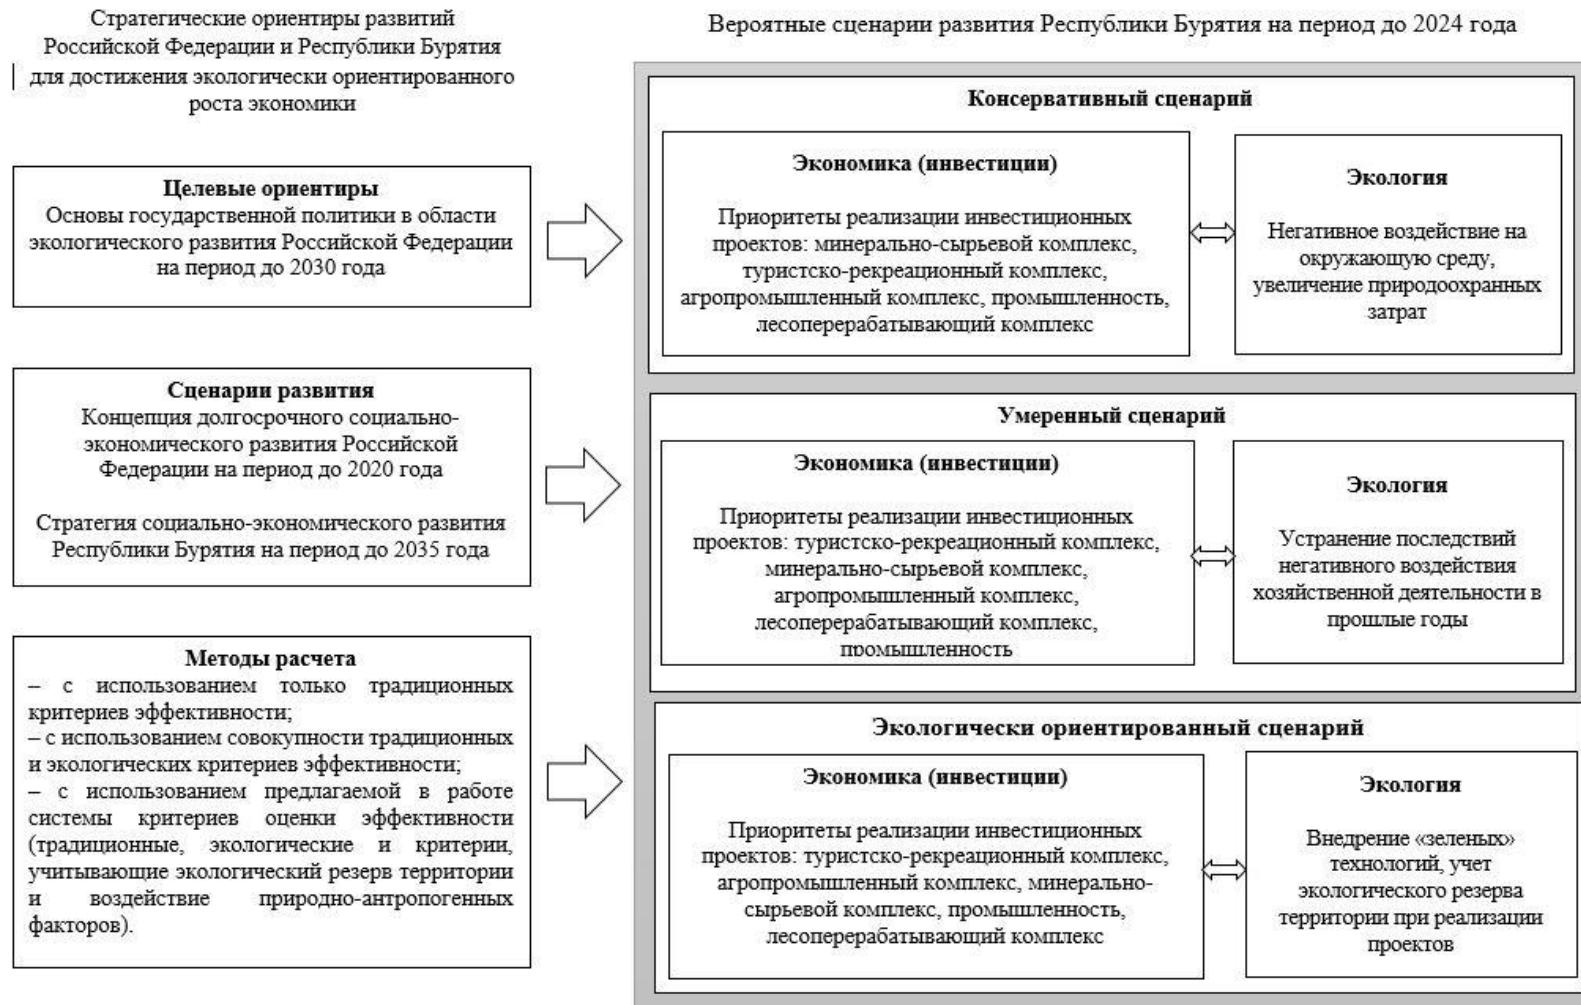 Стратегические ориентиры развитий
Российской Федерации и Республики Бурятия
для достижения экологически ориентированного
роста экономики
Целевые ориентиры
Основы государственной политики в области
экологического развития Российской Федерации
на период до 2030 года
Сценарии развития
Концепция долгосрочного социально-
экономического развития Российской
Федерации на период до 2020 года
Стратегия социально-экономического развития
Республики Бурятия на период до 2035 года
Методы расчета
– с использованием только традиционных
критериев эффективности;
– с использованием совокупности традиционных
и экологических критериев эффективности;
– с использованием предлагаемой в работе
системы критериев оценки эффективности
(традиционные, экологические и критерии,
учитывающие экологический резерв территории
и воздействие природно-антропогенных
факторов).
Вероятные сценарии развития Республики Бурятия на период до 2024 года
Консервативный сценарий
Экономика (инвестиции)
Приоритеты реализации инвестиционных
проектов: минерально-сырьевой комплекс,
туристско-рекреационный комплекс,
агропромышленный комплекс, промышленность,
лесоперерабатывающий комплекс
Экология
Негативное воздействие на
окружающую среду,
увеличение природоохранных
затрат
Умеренный сценарий
Экономика (инвестиции)
Приоритеты реализации инвестиционных
проектов: туристско-рекреационный комплекс,
минерально-сырьевой комплекс,
агропромышленный комплекс,
лесоперерабатывающий комплекс,
промышленность
Экология
Устранение последствий
негативного воздействия
хозяйственной деятельности в
прошлые годы
Экологически ориентированный сценарий
Экономика (инвестиции)
Приоритеты реализации инвестиционных
проектов: туристско-рекреационный комплекс,
агропромышленный комплекс, минерально-
сырьевой комплекс, промышленность,
лесоперерабатывающий комплекс
Экология
Внедрение «зеленых»
технологий, учет
экологического резерва
территории при реализации
проектов